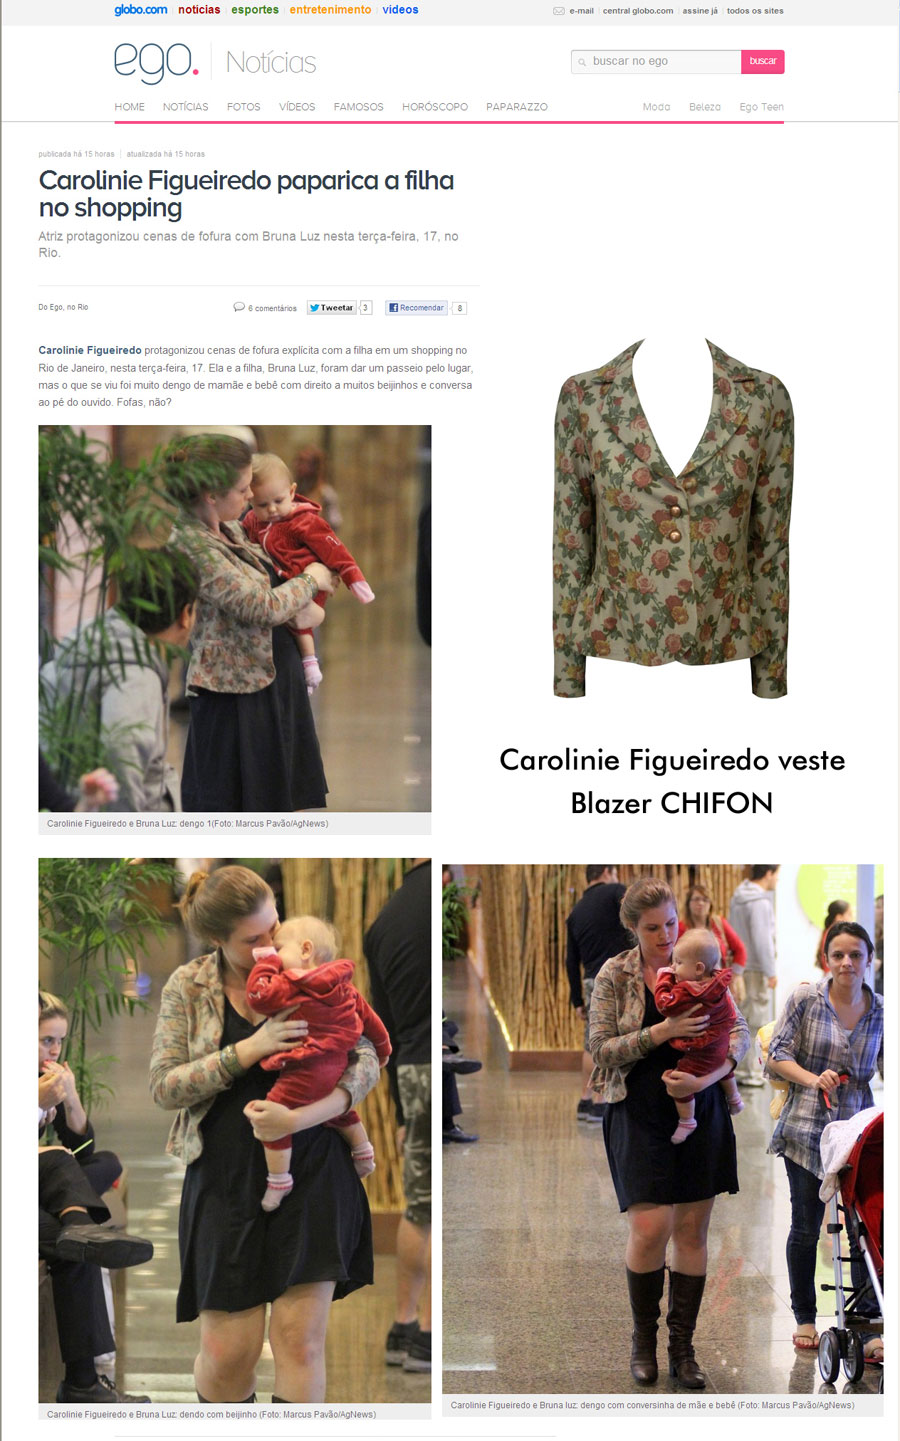 globo.com notícias esportes entretenimento vídeos
e-mail central globo.com assine já todos os sites
ego. Notícias
buscar no ego buscar
HOME NOTÍCIAS FOTOS VÍDEOS FAMOSOS HORÓSCOPO PAPARAZZO Moda Beleza Ego Teen
publicada há 15 horas atualizada há 15 horas
Carolinie Figueiredo paparica a filha
no shopping
Atriz protagonizou cenas de fofura com Bruna Luz nesta terça-feira, 17, no
Rio.
Do Ego, no Rio 6 comentários Tweetar 3 Recomendar 8
Carolinie Figueiredo protagonizou cenas de fofura explícita com a filha em um shopping no
Rio de Janeiro, nesta terça-feira, 17. Ela e a filha, Bruna Luz, foram dar um passeio pelo lugar,
mas o que se viu foi muito dengo de mamãe e bebê com direito a muitos beijinhos e conversa
ao pé do ouvido. Fofas, não?
Carolinie Figueiredo e Bruna Luz: dengo 1(Foto: Marcus Pavão/AgNews)
Carolinie Figueiredo veste
Blazer CHIFON
Carolinie Figueiredo e Bruna Luz: dendo com beijinho (Foto: Marcus Pavão/AgNews)
Carolinie Figueiredo e Bruna luz: dengo com conversinha de mãe e bebê (Foto: Marcus Pavão/AgNews)